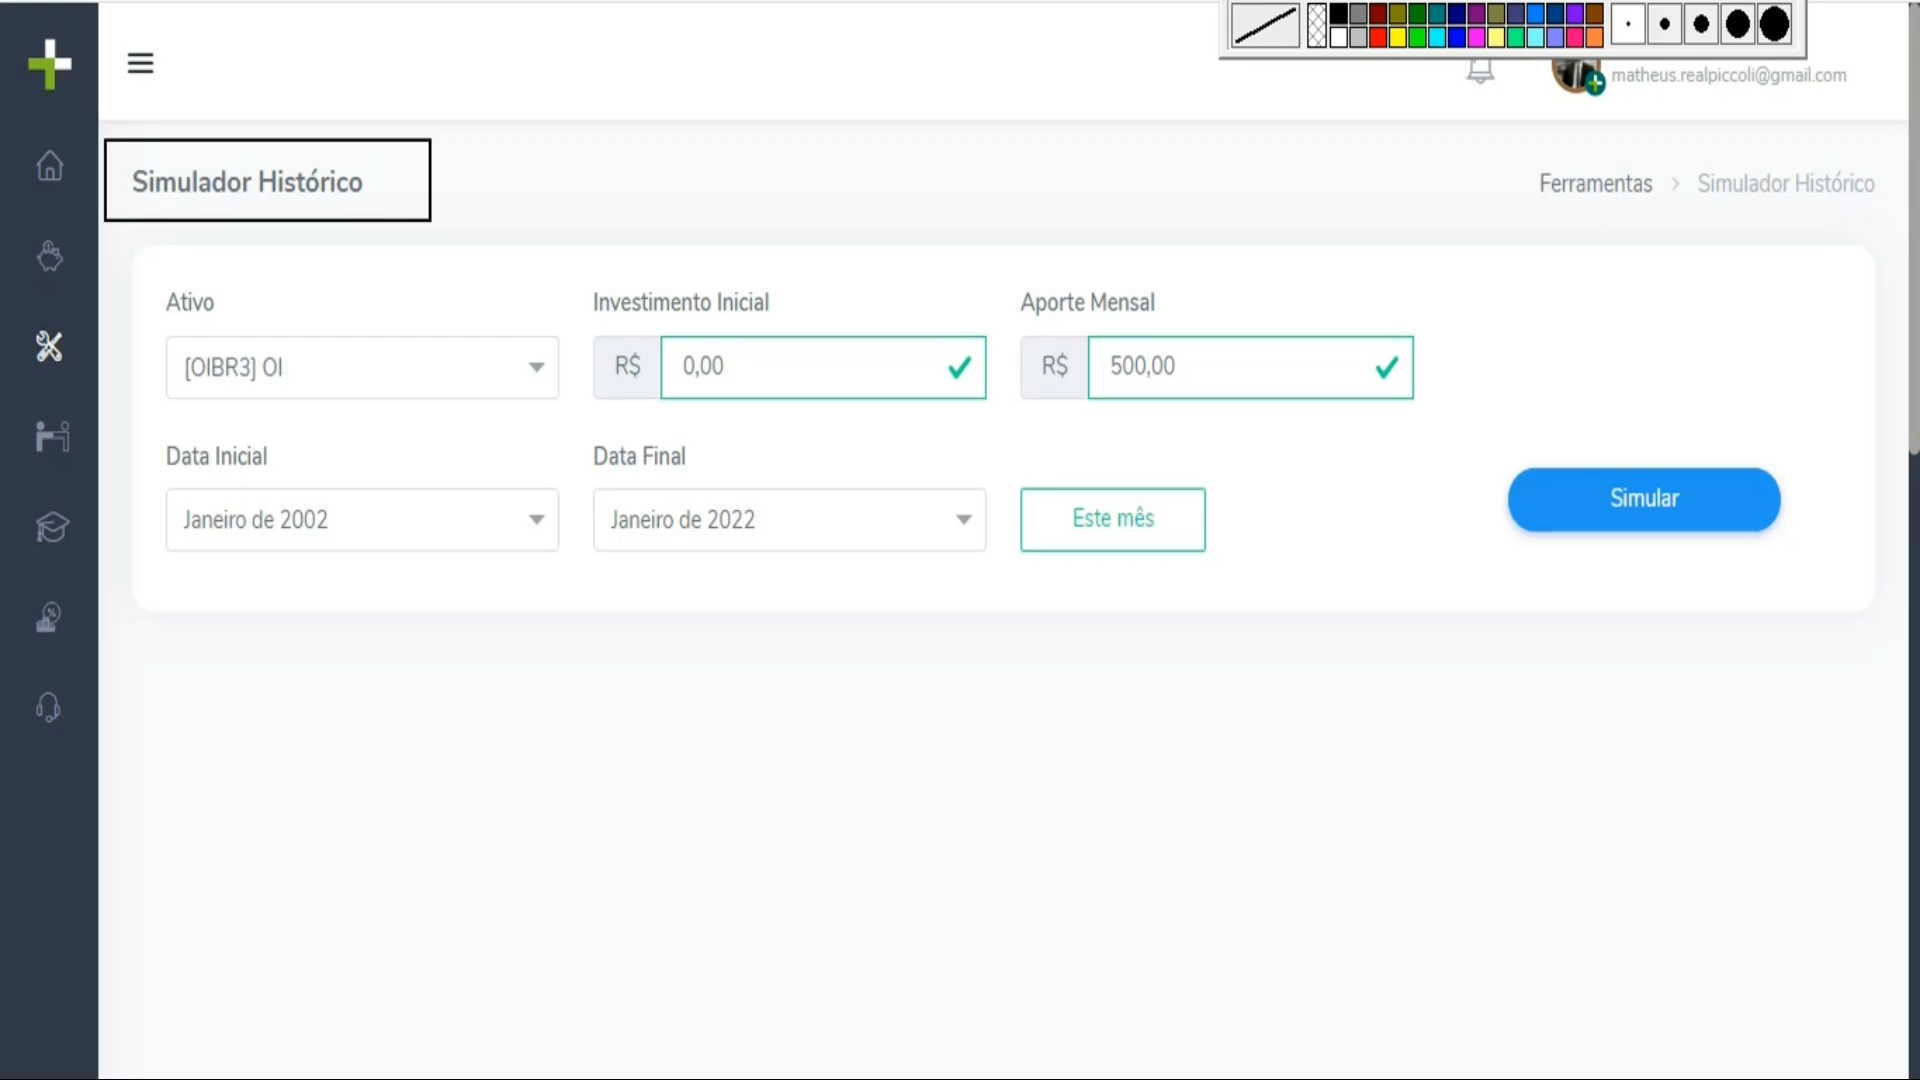 matheus.realpiccoli@gmail.com
Simulador Histórico
Ferramentas > Simulador Histórico
Ativo
Investimento Inicial
Aporte Mensal
[OIBR3] OI
R$ 0,00
R$ 500,00
Data Inicial
Data Final
Janeiro de 2002
Janeiro de 2022
Este mês
Simular